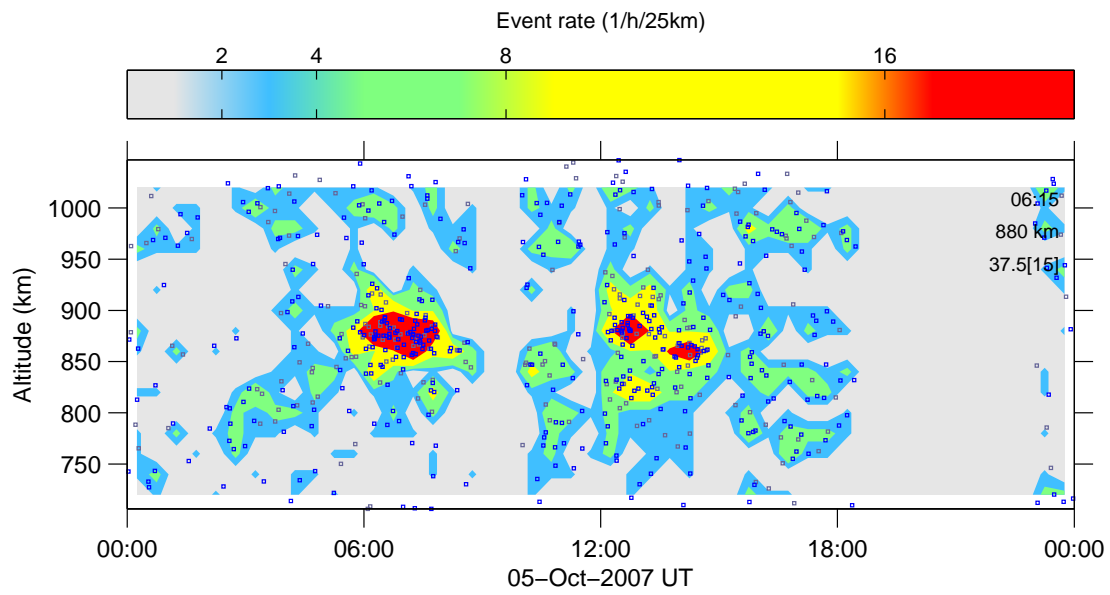 Event rate (1/h/25km)
2 4 8 16
06:15
880 km
37.5[15]
Altitude (km)
1000
950
900
850
800
750
00:00 06:00 12:00 18:00 00:00
05−Oct−2007 UT